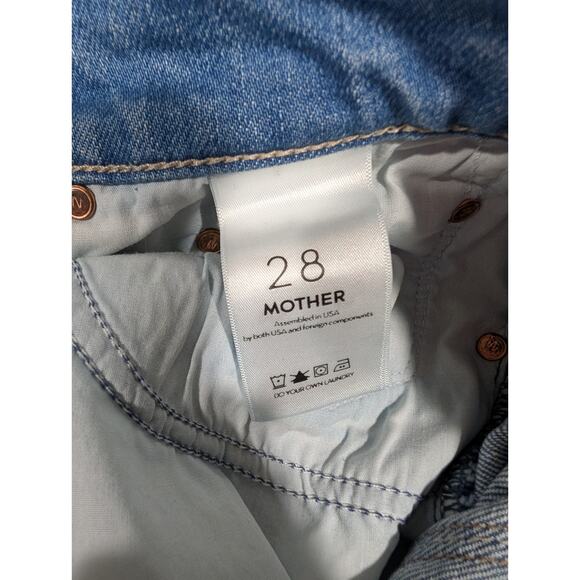 28
MOTHER
Assembled in USA
by both USA and foreign components
DO YOUR OWN LAUNDRY